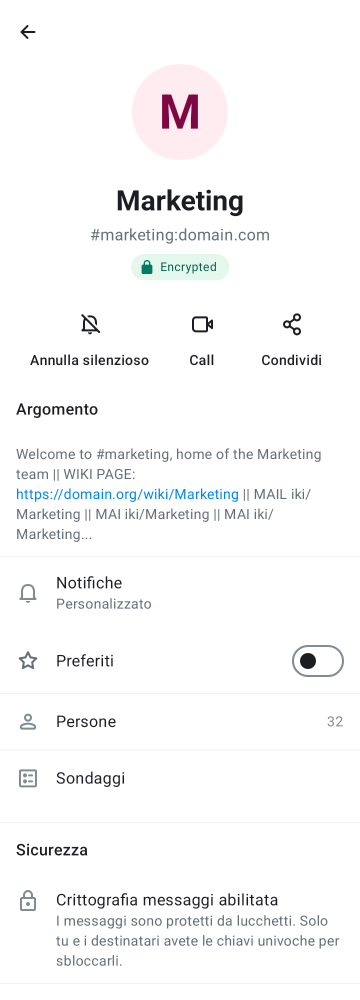 M
Marketing
#marketing:domain.com
Encrypted
Annulla silenzioso Call Condividi
Argomento
Welcome to #marketing, home of the Marketing
team || WIKI PAGE:
https://domain.org/wiki/Marketing || MAIL iki/
Marketing || MAI iki/Marketing || MAI iki/
Marketing...
Notifiche
Personalizzato
Preferiti
Persone 32
Sondaggi
Sicurezza
Crittografia messaggi abilitata
I messaggi sono protetti da lucchetti. Solo
tu e i destinatari avete le chiavi univoche per
sbloccarli.